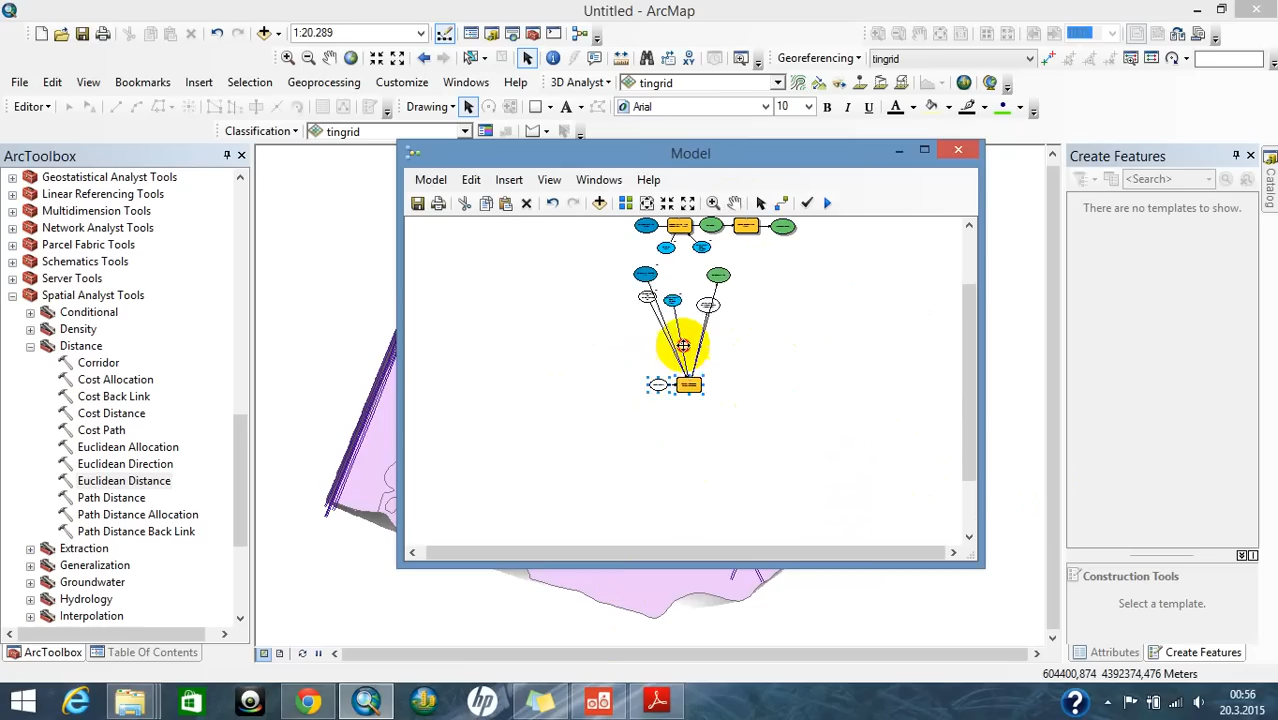 Untitled - ArcMap
1:20.289
Georeferencing
tingrid
File Edit View Bookmarks Insert Selection Geoprocessing Customize Windows Help
3D Analyst
tingrid
Editor
Drawing
A
Arial
10
B I U A
Classification
tingrid
ArcToolbox
Geostatistical Analyst Tools
Linear Referencing Tools
Multidimension Tools
Network Analyst Tools
Parcel Fabric Tools
Schematics Tools
Server Tools
Spatial Analyst Tools
Conditional
Density
Distance
Corridor
Cost Allocation
Cost Back Link
Cost Distance
Cost Path
Euclidean Allocation
Euclidean Direction
Euclidean Distance
Path Distance
Path Distance Allocation
Path Distance Back Link
Extraction
Generalization
Groundwater
Hydrology
Interpolation
ArcToolbox
Table Of Contents
Model
Model Edit Insert View Windows Help
Create Features
<Search>
There are no templates to show.
Construction Tools
Select a template.
Attributes
Create Features
Catalog
604400,874 4392374,476 Meters
00:56
20.3.2015